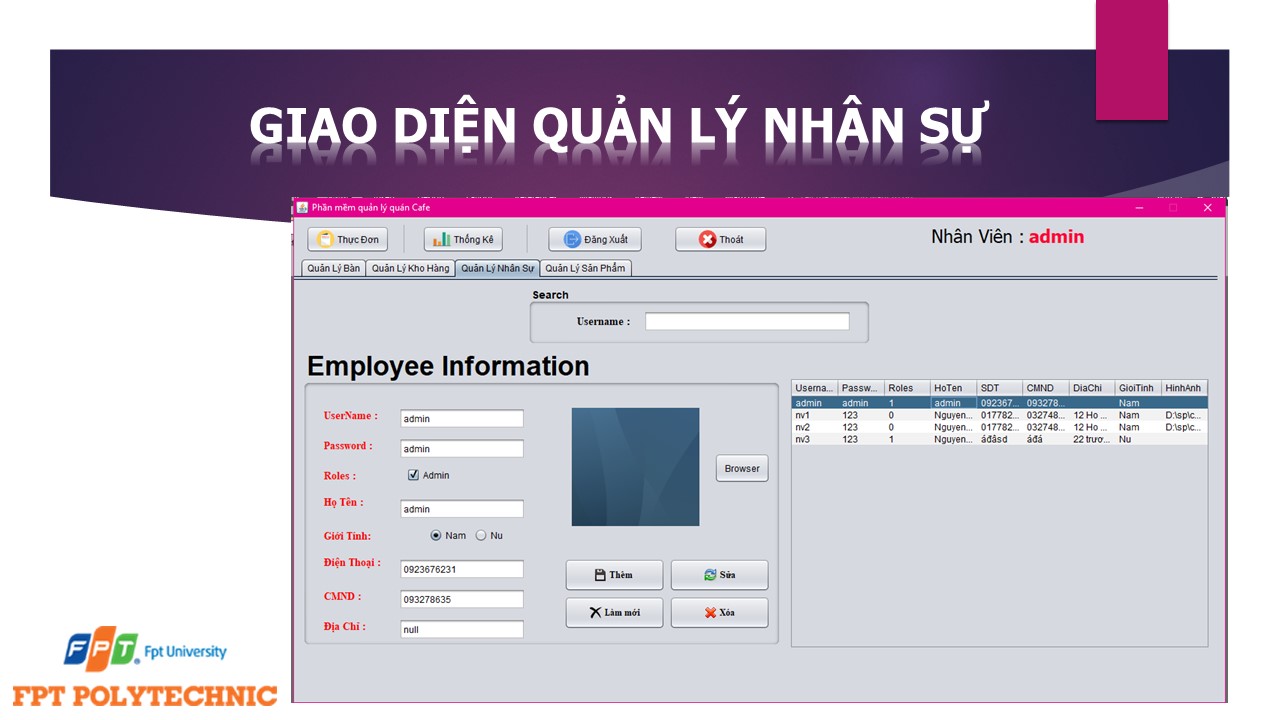 GIAO DIỆN QUẢN LÝ NHÂN SỰ
Phần mềm quản lý quán Cafe
Thực Đơn Thống Kê Đăng Xuất Thoát Nhân Viên : admin
Quản Lý Bàn Quản Lý Kho Hàng Quản Lý Nhân Sự Quản Lý Sản Phẩm
Search
Username :
Employee Information
UserName : admin
Password : admin
Roles : Admin
Họ Tên : admin
Giới Tính: Nam Nu
Điện Thoại : 0923676231
CMND : 093278635
Địa Chỉ : null
Browser
Thêm Sửa
Làm mới Xóa
Userna... Passw... Roles HoTen SDT CMND DiaChi GioiTinh HinhAnh
admin admin 1 admin 092367... 093278... Nam
nv1 123 0 Nguyen... 017782... 032748... 12 Ho ... Nam D:\sp\c...
nv2 123 0 Nguyen... 017782... 032748... 12 Ho ... Nam D:\sp\c...
nv3 123 1 Nguyen... áđâsd áđá 22 trươ... Nu
FPT. Fpt University
FPT POLYTECHNIC